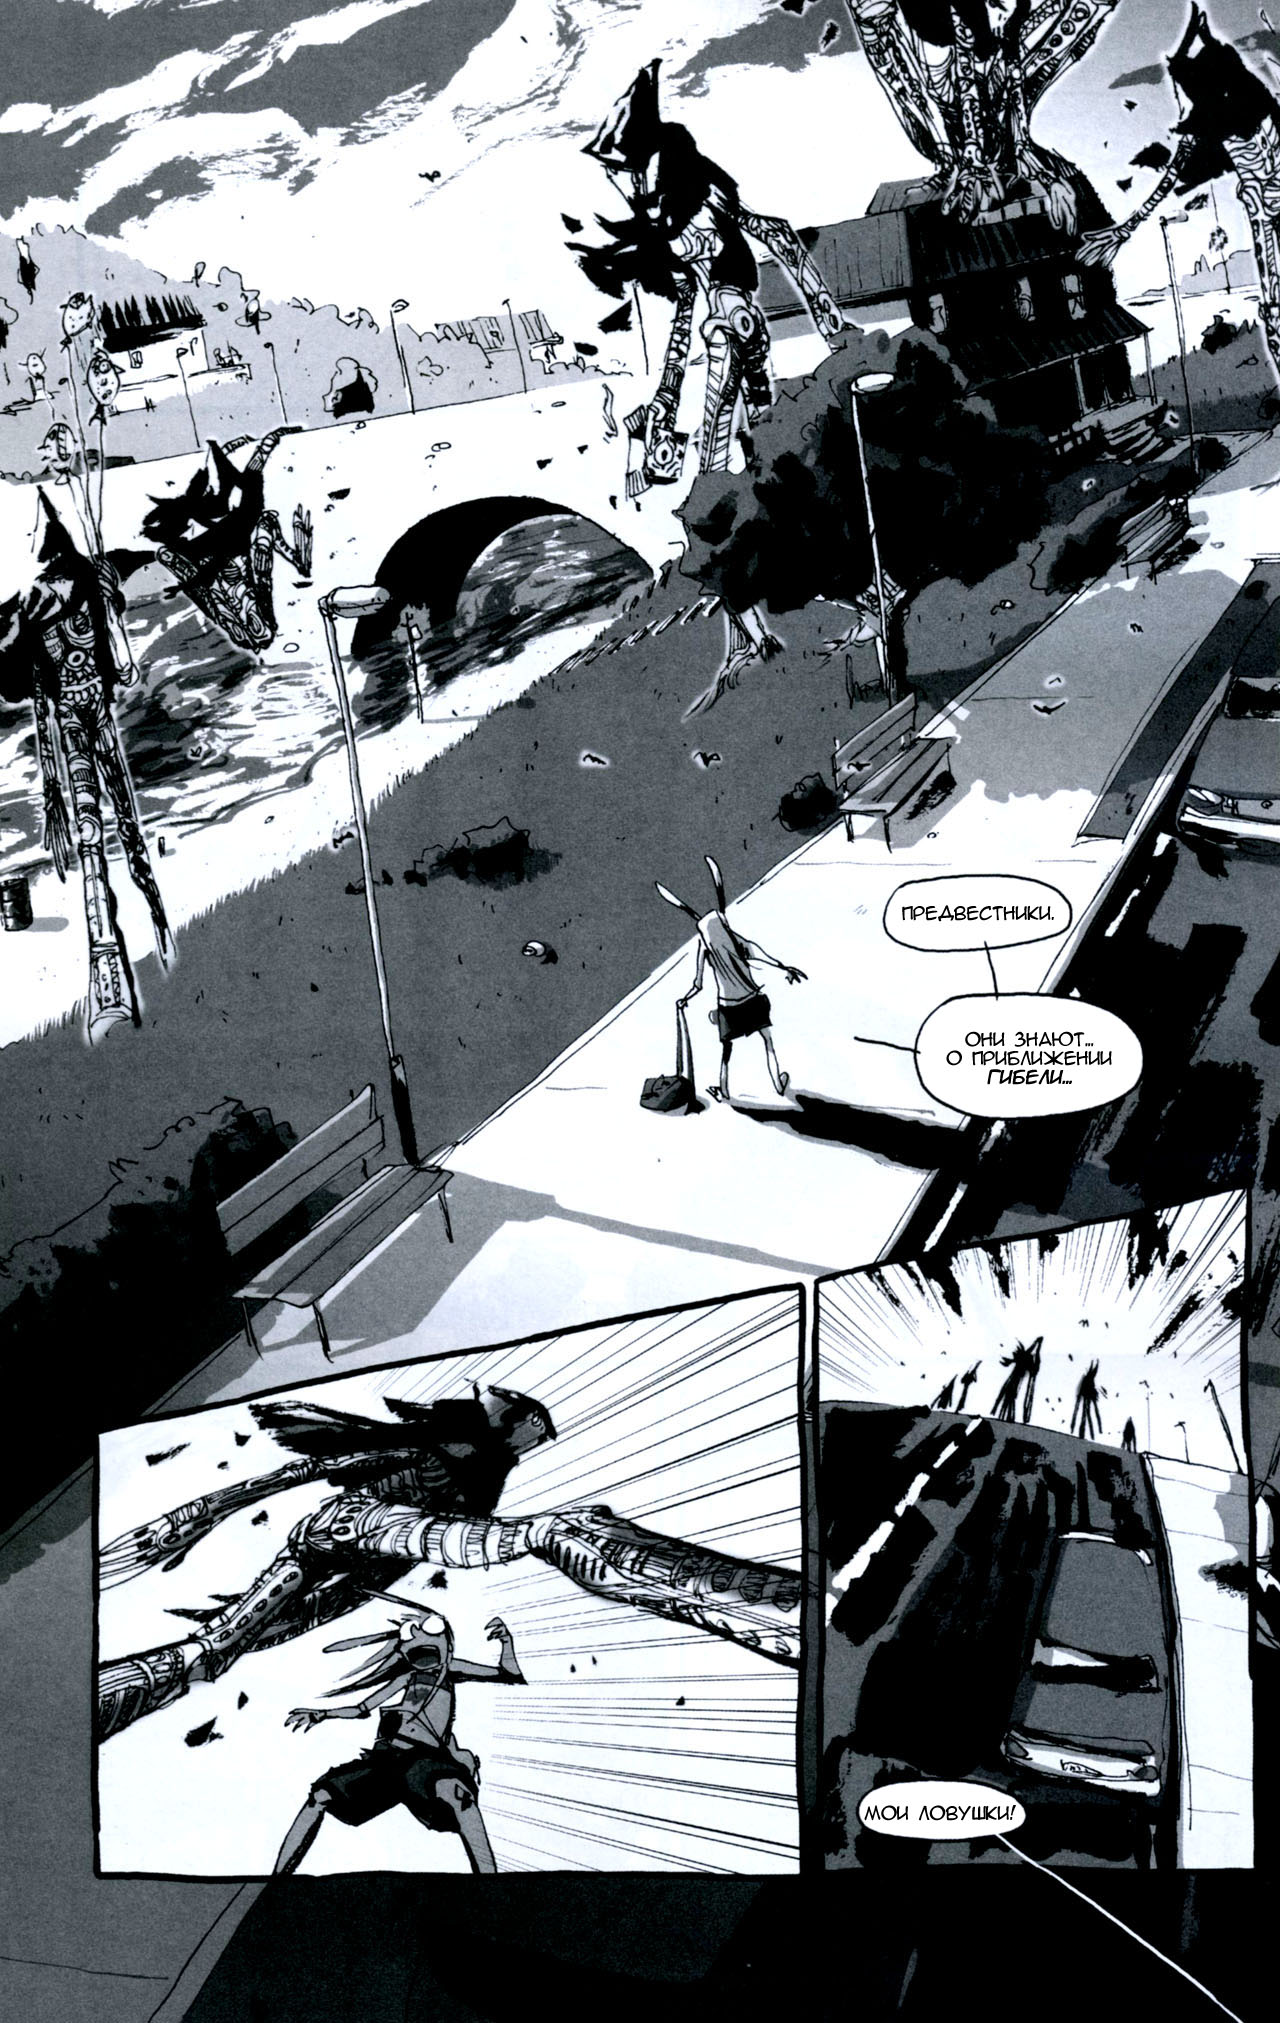 ПРЕДВЕСТНИКИ.
ОНИ ЗНАЮТ...
О ПРИБЛИЖЕНИИ
ГИБЕЛИ...
МОИ ЛОВУШКИ!